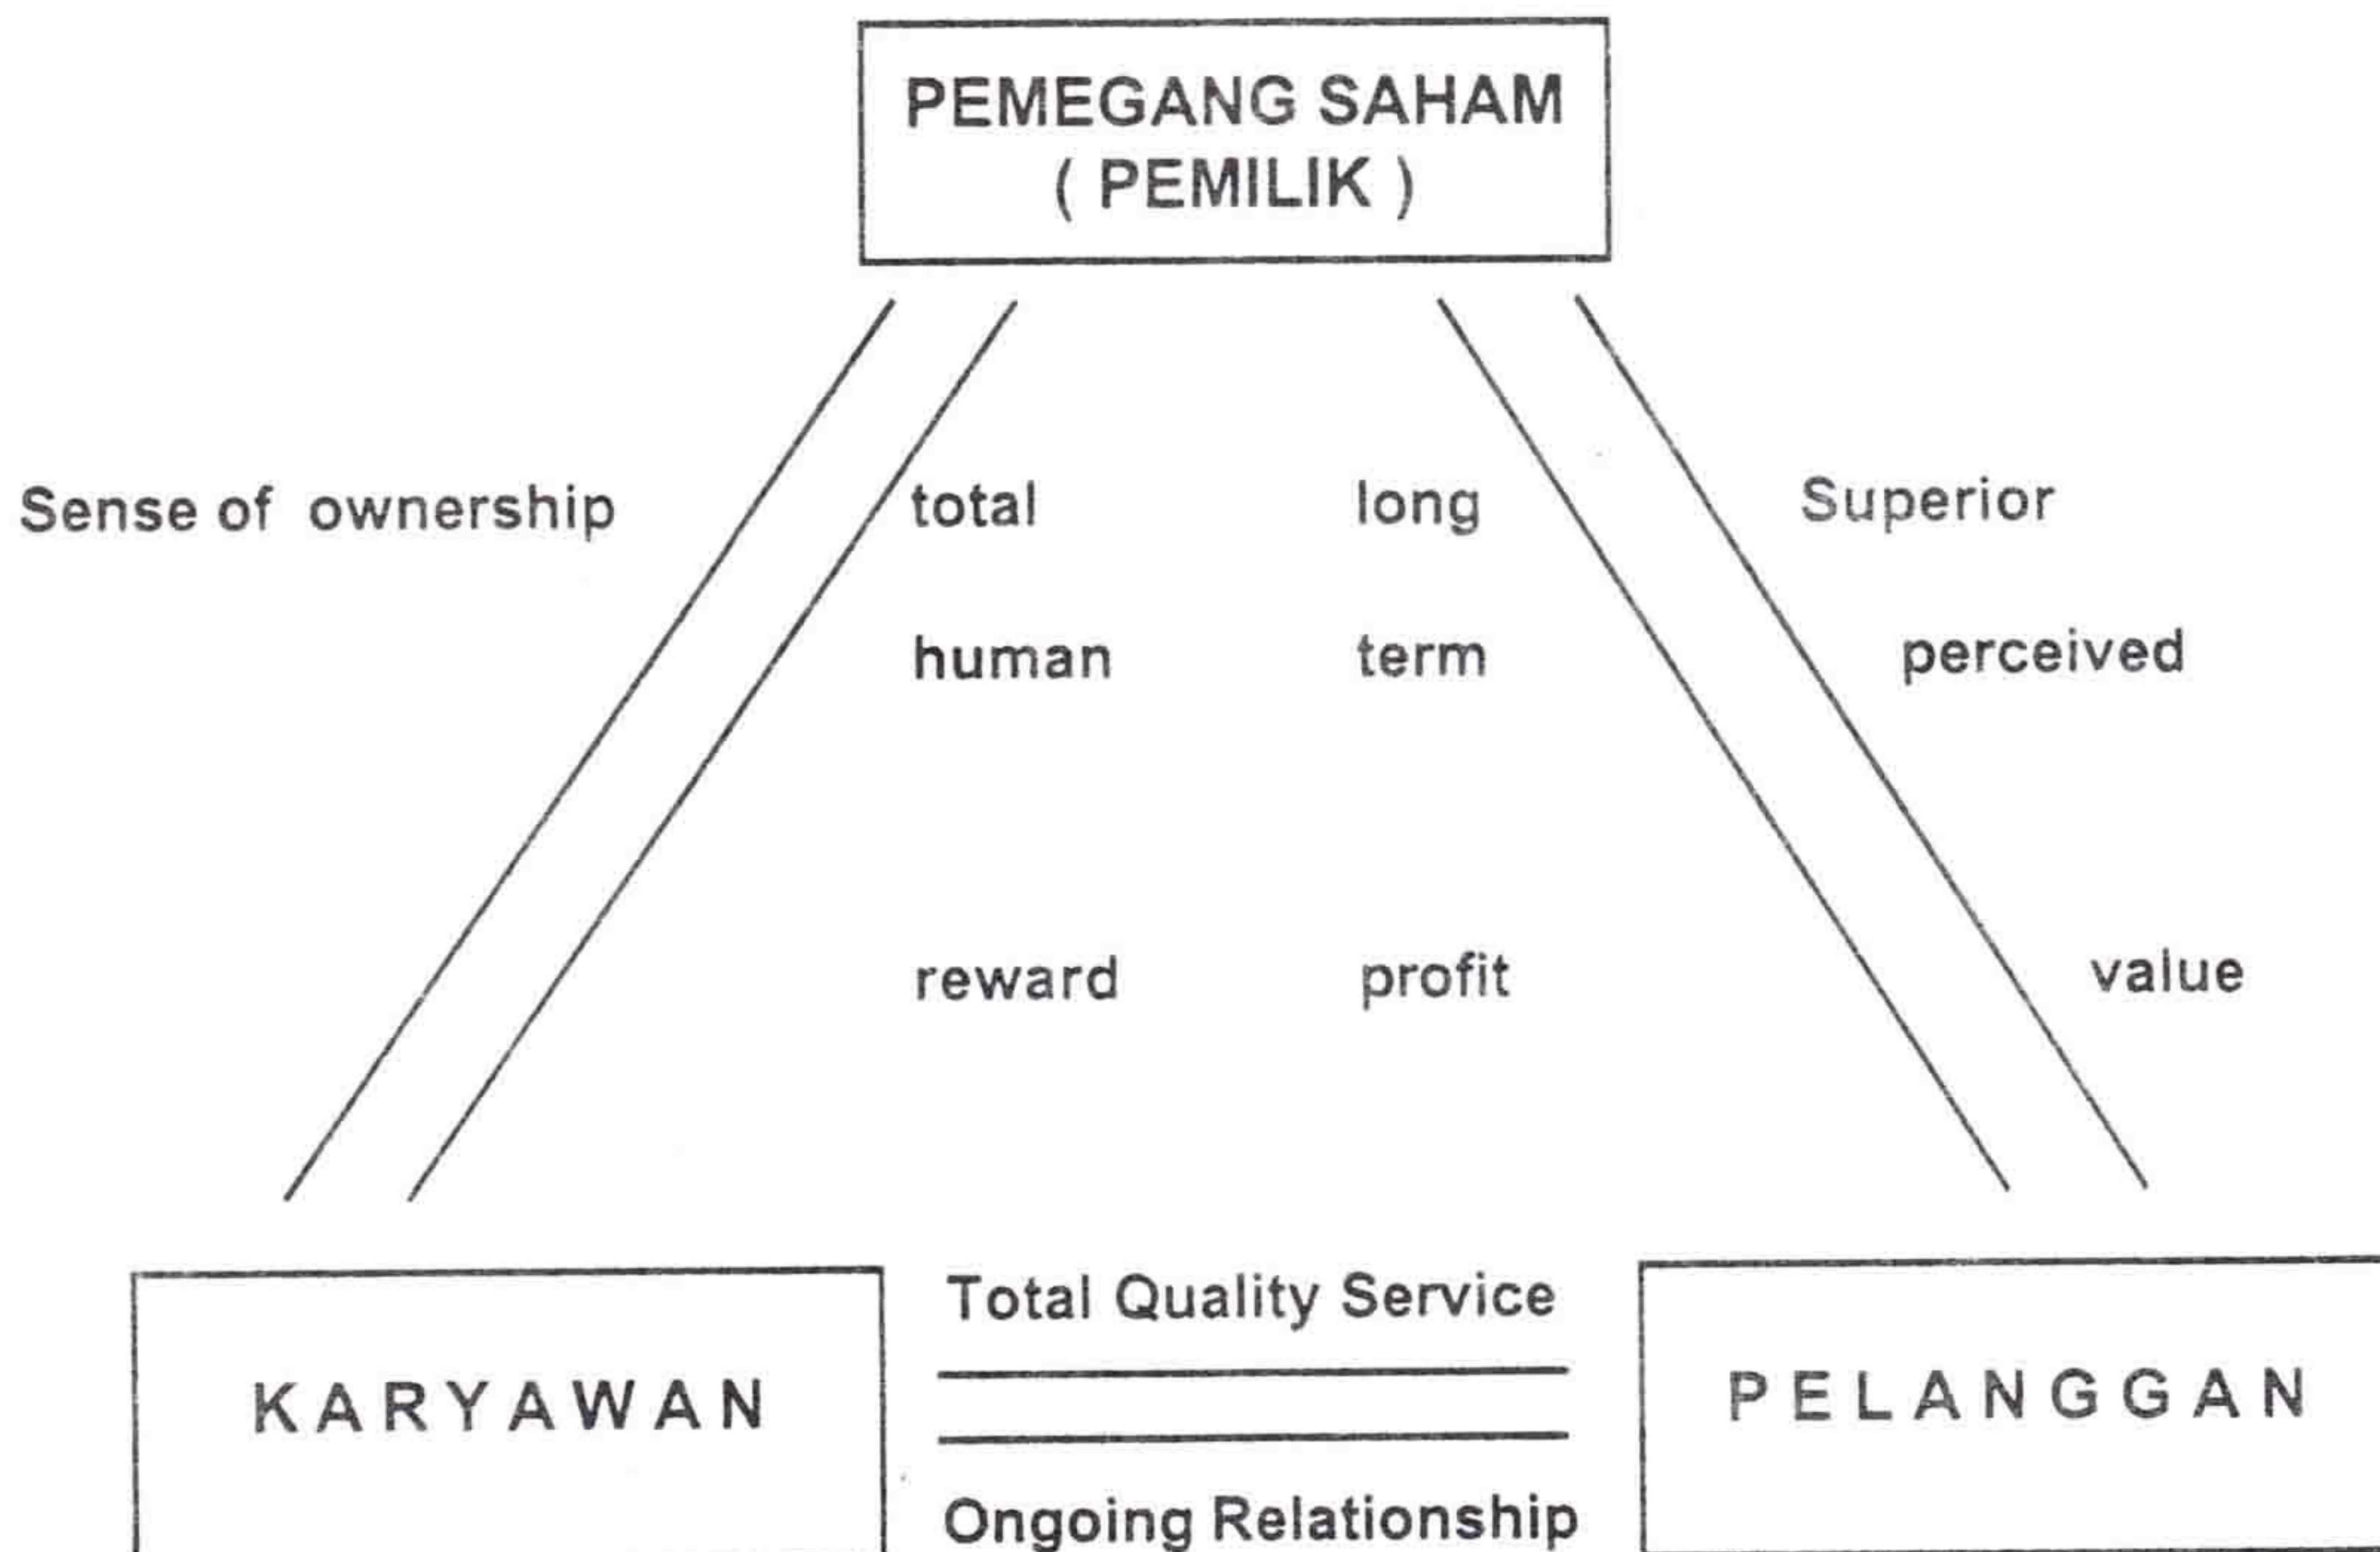 PEMEGANG SAHAM
( PEMILIK )
Sense of ownership
total
long
Superior
human
term
perceived
reward
profit
value
KARYAWAN
Total Quality Service
Ongoing Relationship
PELANGGAN